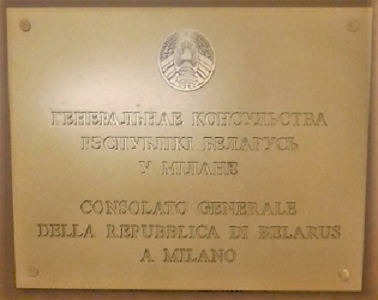 ГЕНЕРАЛЬНАЕ КОНСУЛЬСТВА
РЭСПУБЛІКІ БЕЛАРУСЬ
У МІЛАНЕ
CONSOLATO GENERALE
DELLA REPUBBLICA DI BELARUS
A MILANO